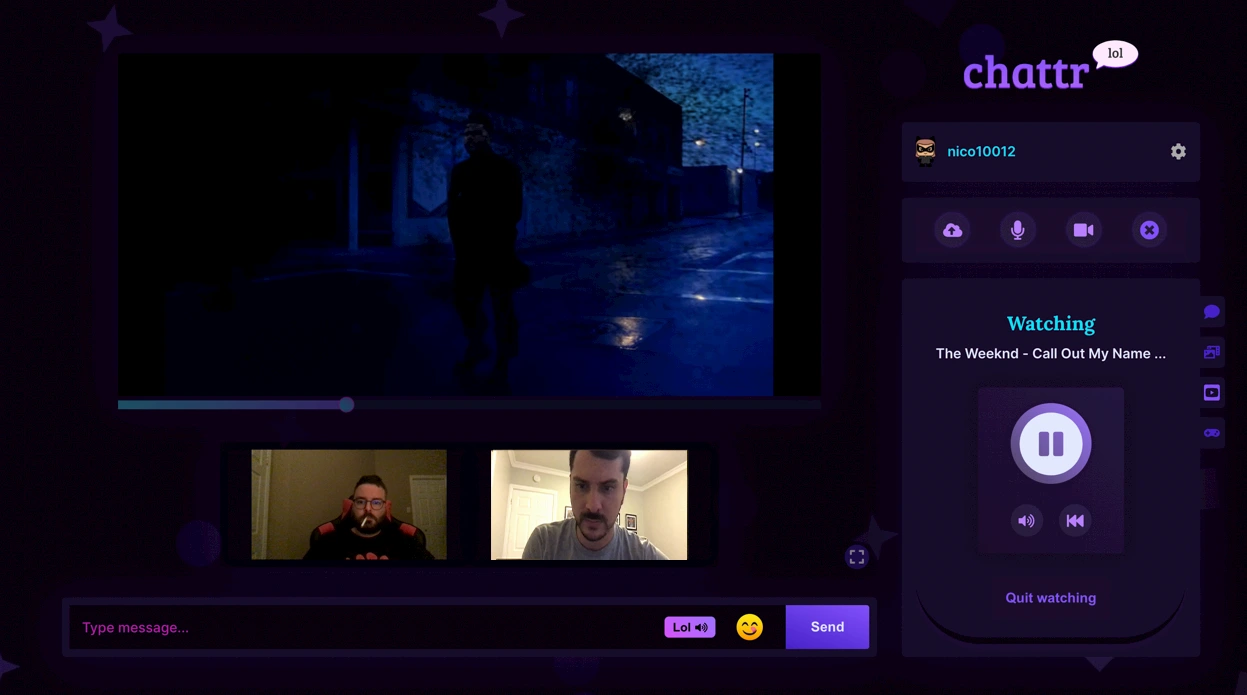 chattr
lol
nico10012
Watching
The Weeknd - Call Out My Name ...
Quit watching
Type message...
Lol
Send